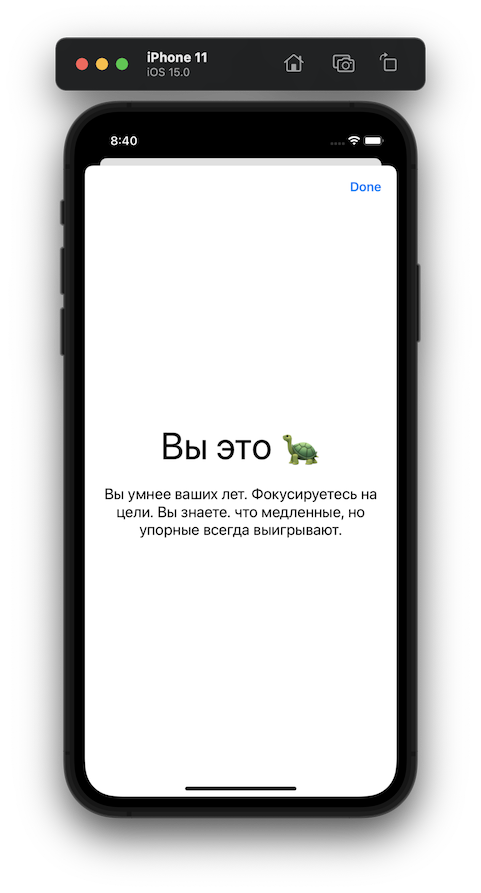 iPhone 11
iOS 15.0
8:40
Done
Вы это 🐢
Вы умнее ваших лет. Фокусируетесь на
цели. Вы знаете. что медленные, но
упорные всегда выигрывают.